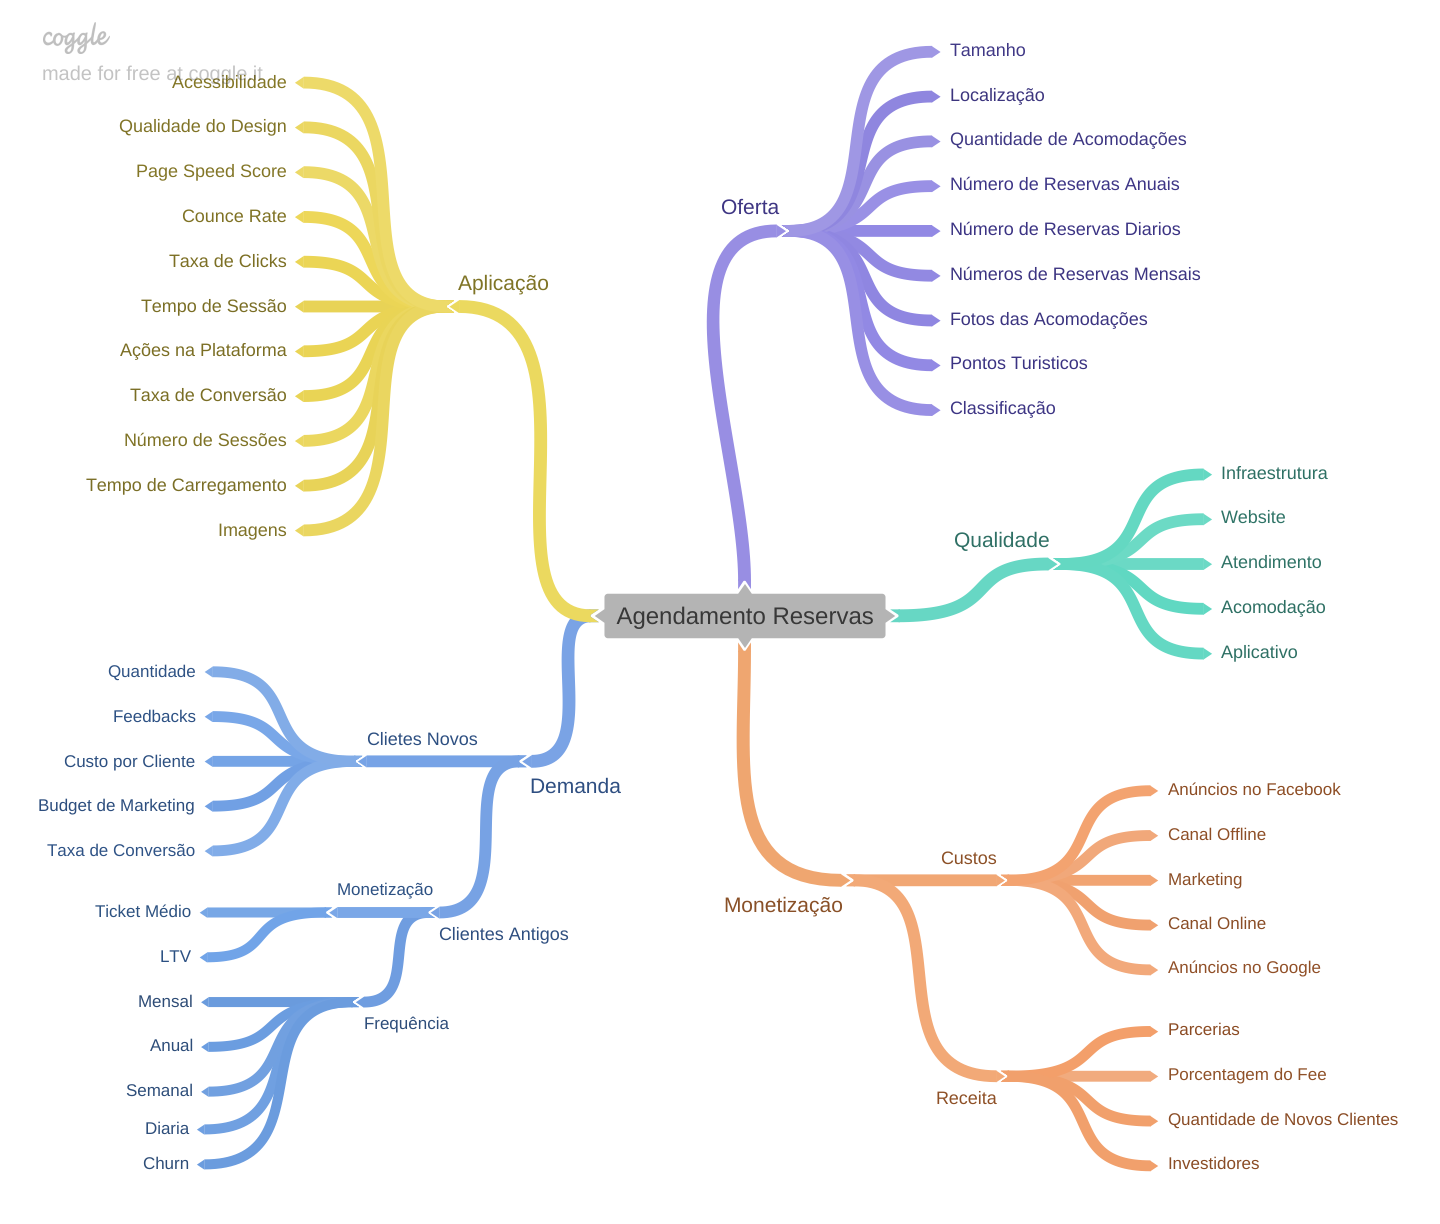 coggle
made for free at coggle.it
Acessibilidade
Qualidade do Design
Page Speed Score
Counce Rate
Taxa de Clicks
Tempo de Sessão
Ações na Plataforma
Taxa de Conversão
Número de Sessões
Tempo de Carregamento
Imagens
Aplicação
Oferta
Tamanho
Localização
Quantidade de Acomodações
Número de Reservas Anuais
Número de Reservas Diarios
Números de Reservas Mensais
Fotos das Acomodações
Pontos Turisticos
Classificação
Qualidade
Infraestrutura
Website
Atendimento
Acomodação
Aplicativo
Agendamento Reservas
Demanda
Clietes Novos
Quantidade
Feedbacks
Custo por Cliente
Budget de Marketing
Taxa de Conversão
Clientes Antigos
Monetização
Ticket Médio
LTV
Frequência
Mensal
Anual
Semanal
Diaria
Churn
Monetização
Custos
Anúncios no Facebook
Canal Offline
Marketing
Canal Online
Anúncios no Google
Receita
Parcerias
Porcentagem do Fee
Quantidade de Novos Clientes
Investidores